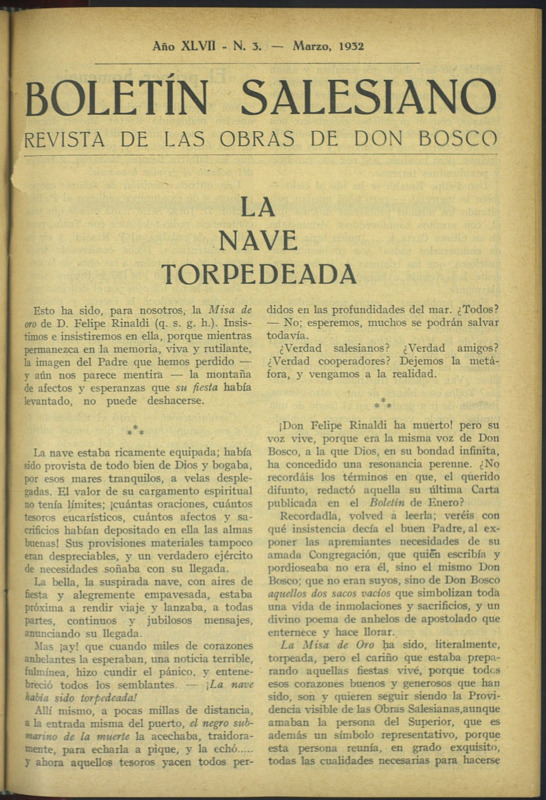 Año XLVII - N. 3. — Marzo, 1932
BOLETÍN SALESIANO
REVISTA DE LAS OBRAS DE DON BOSCO
LA
NAVE
TORPEDEADA
Esto ha sido, para nosotros, la Misa de
oro de D. Felipe Rinaldi (q. s. g. h.). Insis-
timos e insistiremos en ella, porque mientras
permanezca en la memoria, viva y rutilante,
la imagen del Padre que hemos perdido —
y aún nos parece mentira — la montaña
de afectos y esperanzas que su fiesta había
levantado, no puede deshacerse.
La nave estaba ricamente equipada; había
sido provista de todo bien de Dios y bogaba,
por esos mares tranquilos, a velas desple-
gadas. El valor de su cargamento espiritual
no tenía límites; ¡cuántas oraciones, cuántos
tesoros eucarísticos, cuántos afectos y sa-
crificios habían depositado en ella las almas
buenas! Sus provisiones materiales tampoco
eran despreciables, y un verdadero ejército
de necesidades soñaba con su llegada.
La bella, la suspirada nave, con aires de
fiesta y alegremente empavesada, estaba
próxima a rendir viaje y lanzaba, a todas
partes, continuos y jubilosos mensajes,
anunciando su llegada.
Mas ¡ay! que cuando miles de corazones
anhelantes la esperaban, una noticia terrible,
fulmínea, hizo cundir el pánico, y entene-
breció todos los semblantes. — ¡La nave
había sido torpedeada!
Allí mismo, a pocas millas de distancia,
a la entrada misma del puerto, el negro sub-
marino de la muerte la acechaba, traidora-
mente, para echarla a pique, y la echó.....
y ahora aquellos tesoros yacen todos per-
didos en las profundidades del mar. ¿Todos?
— No; esperemos, muchos se podrán salvar
todavía.
¿Verdad salesianos? ¿Verdad amigos?
¿Verdad cooperadores? Dejemos la metá-
fora, y vengamos a la realidad.
¡Don Felipe Rinaldi ha muerto! pero su
voz vive, porque era la misma voz de Don
Bosco, a la que Dios, en su bondad infinita,
ha concedido una resonancia perenne. ¿No
recordáis los términos en que, el querido
difunto, redactó aquella su última Carta
publicada en el Boletín de Enero?
Recordadla, volved a leerla; veréis con
qué insistencia decía el buen Padre, al ex-
poner las apremiantes necesidades de su
amada Congregación, que quién escribía y
pordioseaba no era él, sino el mismo Don
Bosco; que no eran suyos, sino de Don Bosco
aquellos dos sacos vacíos que simbolizan toda
una vida de inmolaciones y sacrificios, y un
divino poema de anhelos de apostolado que
enternece y hace llorar.
La Misa de Oro ha sido, literalmente,
torpeada, pero el cariño que estaba prepa-
rando aquellas fiestas vive, porque todos
esos corazones buenos y generosos que han
sido, son y quieren seguir siendo la Provi-
dencia visible de las Obras Salesianas,aunque
amaban la persona del Superior, que es
además un símbolo representativo, porque
esta persona reunía, en grado exquisito,
todas las cualidades necesarias para hacerse